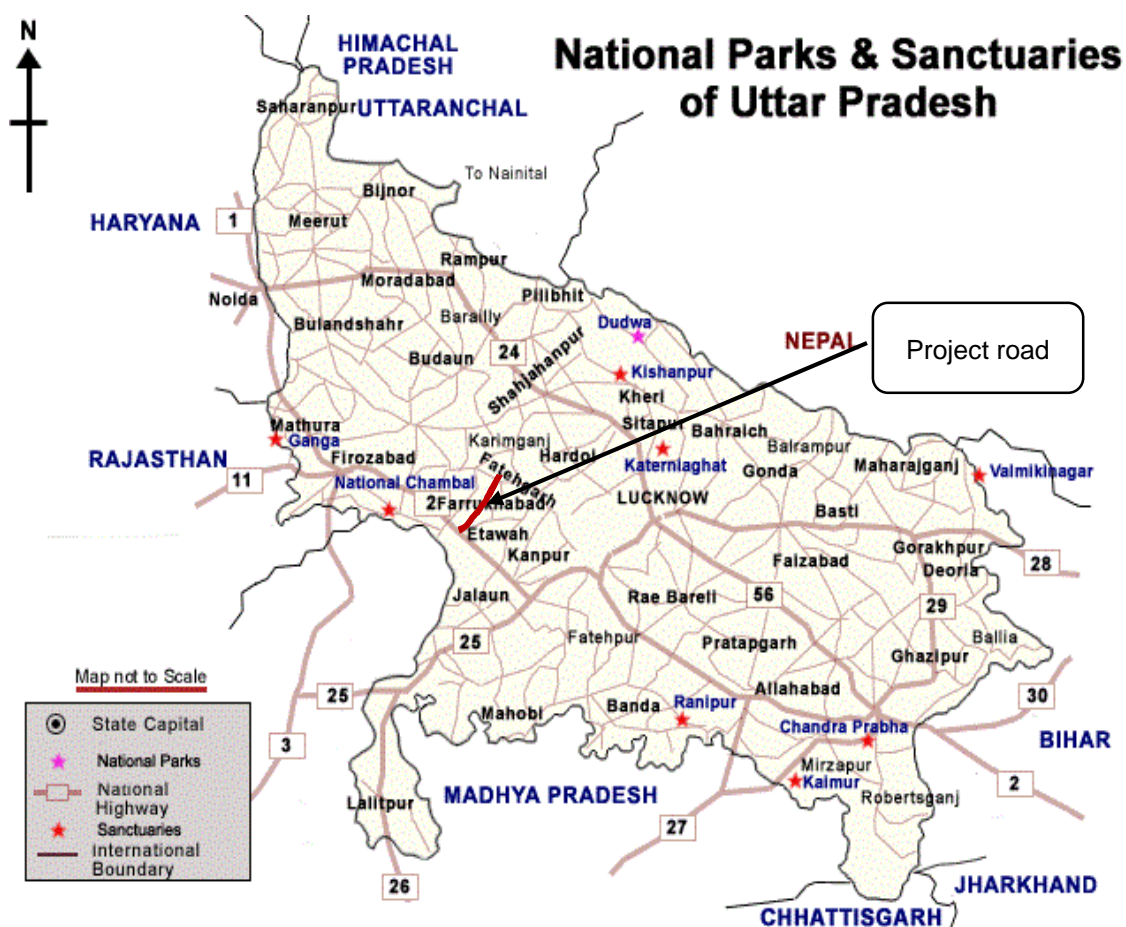 N
National Parks & Sanctuaries
of Uttar Pradesh
HIMACHAL
PRADESH
UTTARANCHAL
Saharanpur
To Nainital
Bijnor
HARYANA
1
Meerut
Rampur
Moradabad
Pilibhit
Noida
Barailly
Dudwa
Bulandshahr
NEPAL
Project road
Budaun
24
Shahjahanpur
Kishanpur
Kheri
Mathura
Ganga
Karimganj
Sitapur
Bahraich
Balrampur
RAJASTHAN
Firozabad
Hardoi
Katerniaghat
Gonda
Maharajganj
Valmikinagar
11
National Chambal
Fatehgarh
2
Farrukhabad
LUCKNOW
Basti
Etawah
Kanpur
Faizabad
Gorakhpur
Deoria
28
Jalaun
Rae Bareli
56
29
25
Fatehpur
Pratapgarh
Ballia
Ghazipur
Map not to Scale
25
Allahabad
30
Mahobi
Banda
Ranipur
Chandra Prabha
State Capital
3
BIHAR
National Parks
Mirzapur
Kaimur
2
National
Highway
Lalitpur
MADHYA PRADESH
Robertsganj
Sanctuaries
27
International
Boundary
26
JHARKHAND
CHHATTISGARH